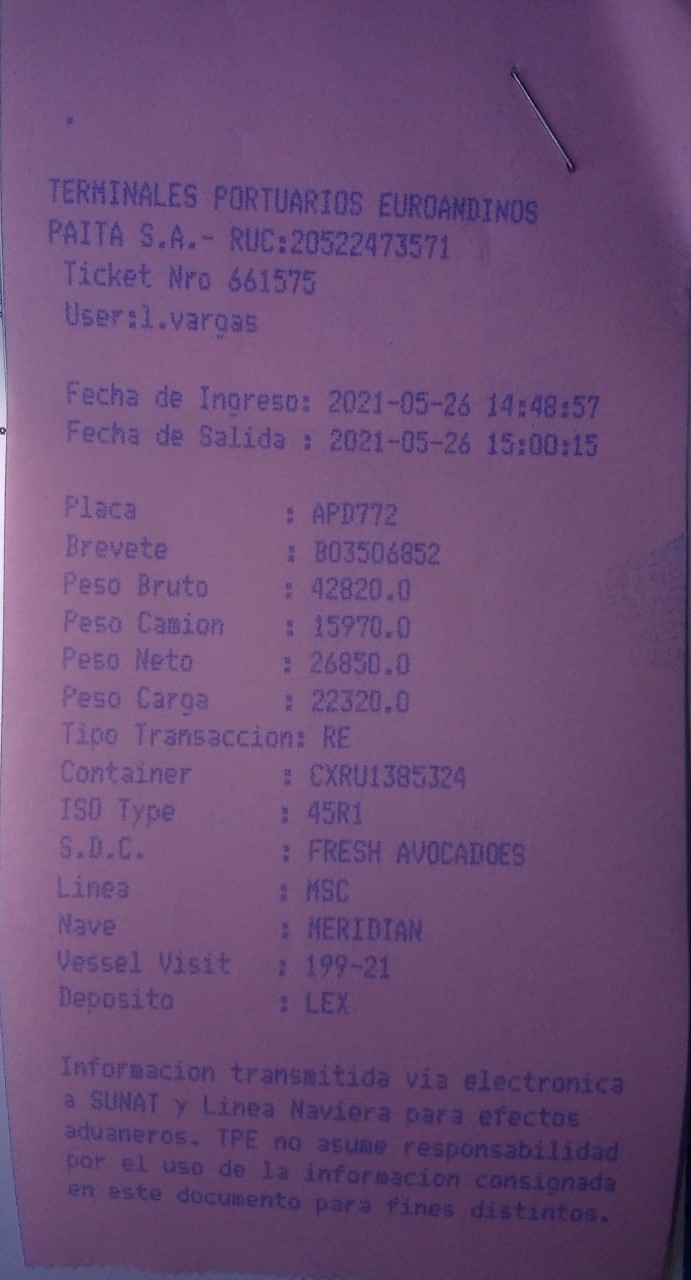 TERMINALES PORTUARIOS EUROANDINOS
PAITA S.A.- RUC:20522473571
Ticket Nro 661575
User:l.vargas
Fecha de Ingreso: 2021-05-26 14:48:57
Fecha de Salida : 2021-05-26 15:00:15
Placa : APD772
Brevete : B03506852
Peso Bruto : 42820.0
Peso Camion : 15970.0
Peso Neto : 26850.0
Peso Carga : 22320.0
Tipo Transaccion: RE
Container : CXRU1385324
ISO Type : 45R1
S.D.C. : FRESH AVOCADOES
Linea : MSC
Nave : MERIDIAN
Vessel Visit : 199-21
Deposito : LEX
Informacion transmitida via electronica
a SUNAT y Linea Naviera para efectos
aduaneros. TPE no asume responsabilidad
por el uso de la informacion consignada
en este documento para fines distintos.